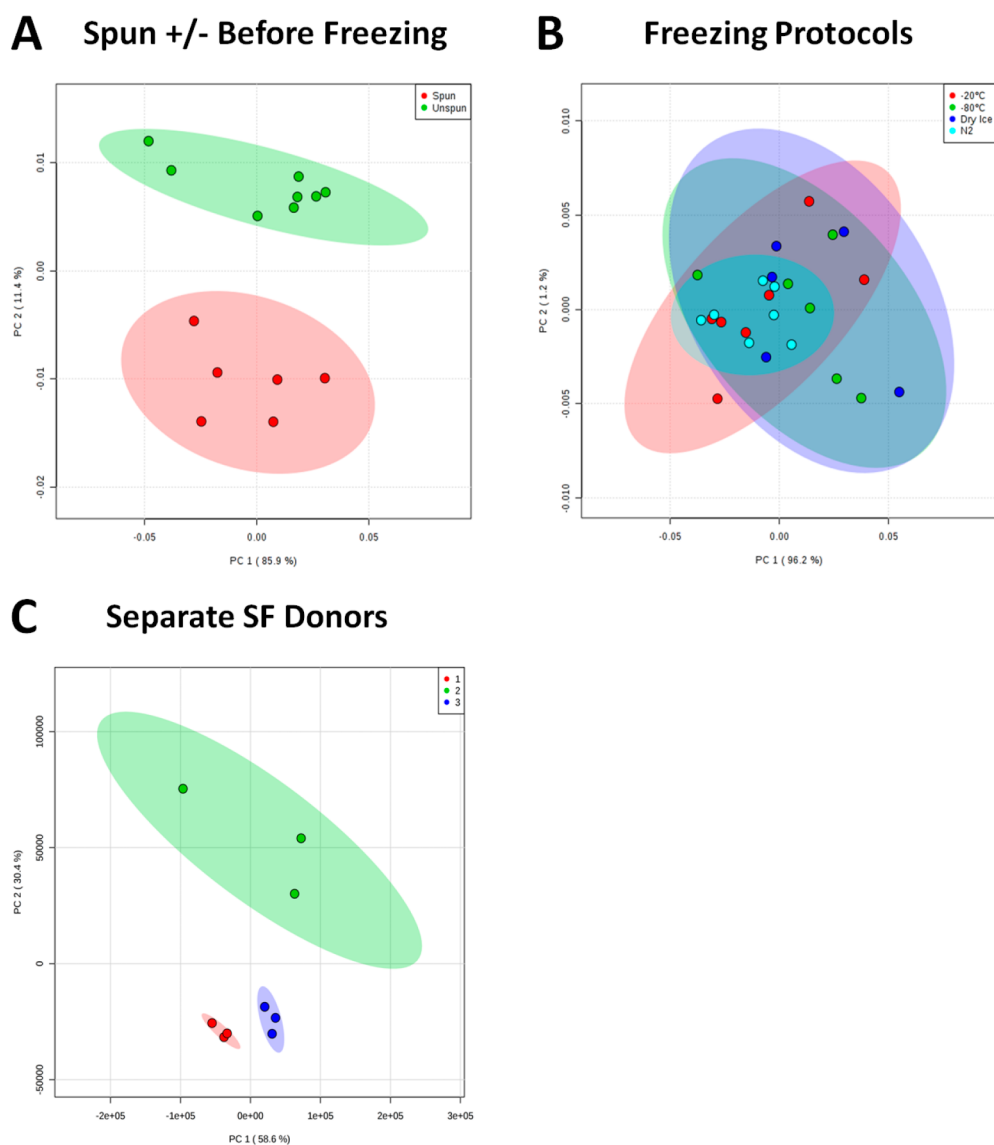 A Spun +/- Before Freezing
Spun
Unspun
0.01
0.00
-0.01
-0.02
PC 2 ( 11.4 %)
-0.05
0.00
0.05
PC 1 ( 85.9 %)
B Freezing Protocols
-20°C
-80°C
Dry Ice
N2
0.010
0.005
0.000
-0.005
-0.010
PC 2 ( 1.2 %)
-0.05
0.00
0.05
PC 1 ( 96.2 %)
C Separate SF Donors
1
2
3
100000
50000
0
-50000
PC 2 ( 30.4 %)
-2e+05
-1e+05
0e+00
1e+05
2e+05
3e+05
PC 1 ( 58.6 %)